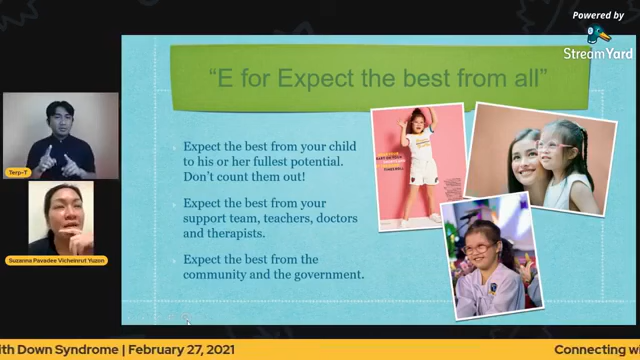 Powered by
StreamYard
“E for Expect the best from all”
Expect the best from your child
to his or her fullest potential.
Don't count them out!
Expect the best from your
support team, teachers, doctors
and therapists.
Expect the best from the
community and the government.
Terp-T
Suzanna Pavadee Vicheinrut Yuzon
ith Down Syndrome | February 27, 2021
Connecting wi